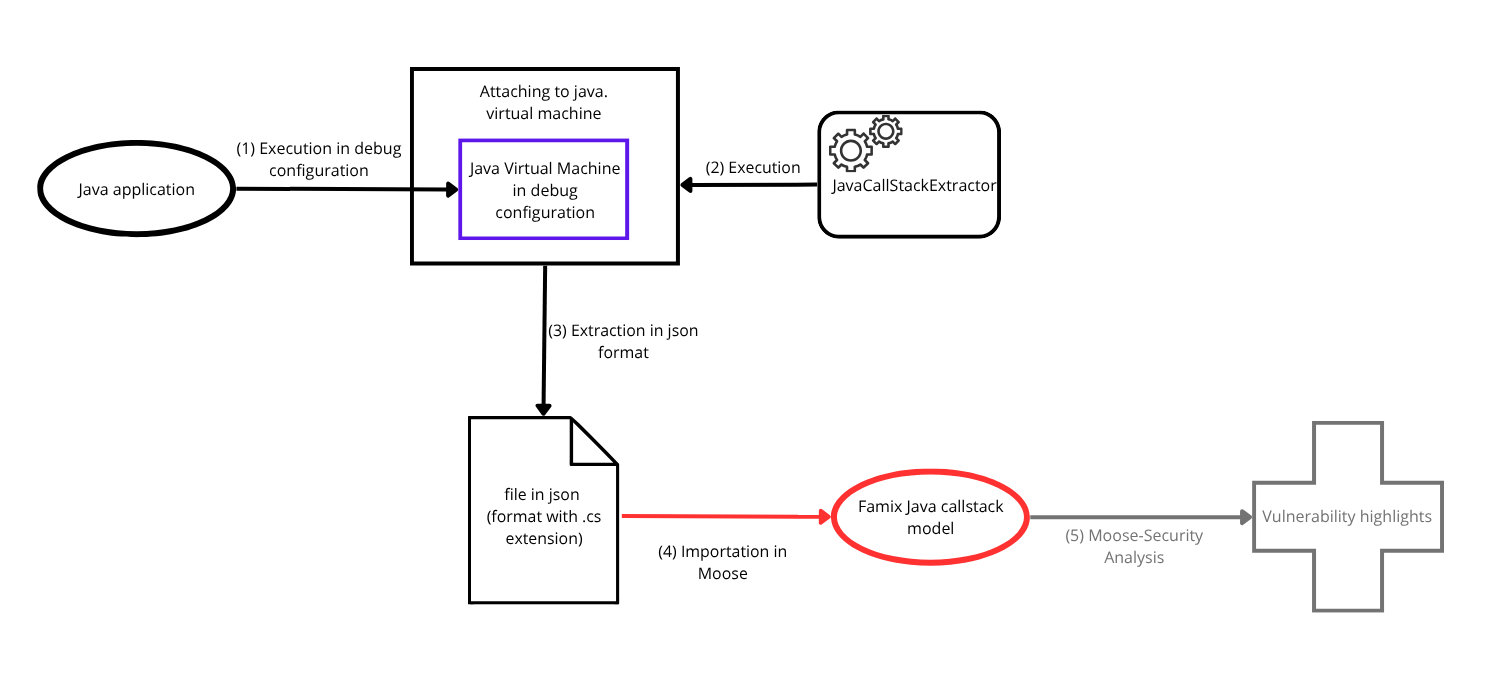 Attaching to java.
virtual machine
(1) Execution in debug
configuration
Java application
Java Virtual Machine
in debug
configuration
(2) Execution
JavaCallStackExtractor
(3) Extraction in json
format
file in json
(format with .cs
extension)
(4) Importation in
Moose
Famix Java callstack
model
(5) Moose-Security
Analysis
Vulnerability highlights